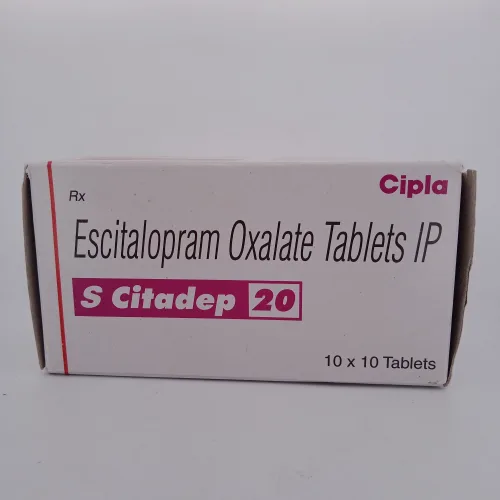 Cipla
Rx
Escitalopram Oxalate Tablets IP
S Citadep 20
10 x 10 Tablets